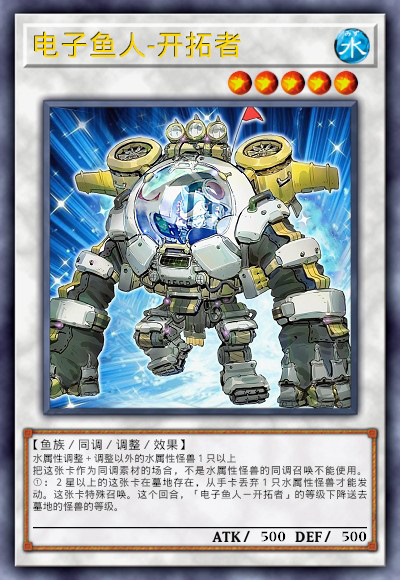 电子鱼人-开拓者
みず
水
【鱼族／同调／调整／效果】
水属性调整＋调整以外的水属性怪兽１只以上
把这张卡作为同调素材的场合，不是水属性怪兽的同调召唤不能使用。
①：２星以上的这张卡在墓地存在，从手卡丢弃１只水属性怪兽才能发
动。这张卡特殊召唤。这个回合，「电子鱼人－开拓者」的等级下降送去
墓地的怪兽的等级。
ATK/ 500 DEF/ 500